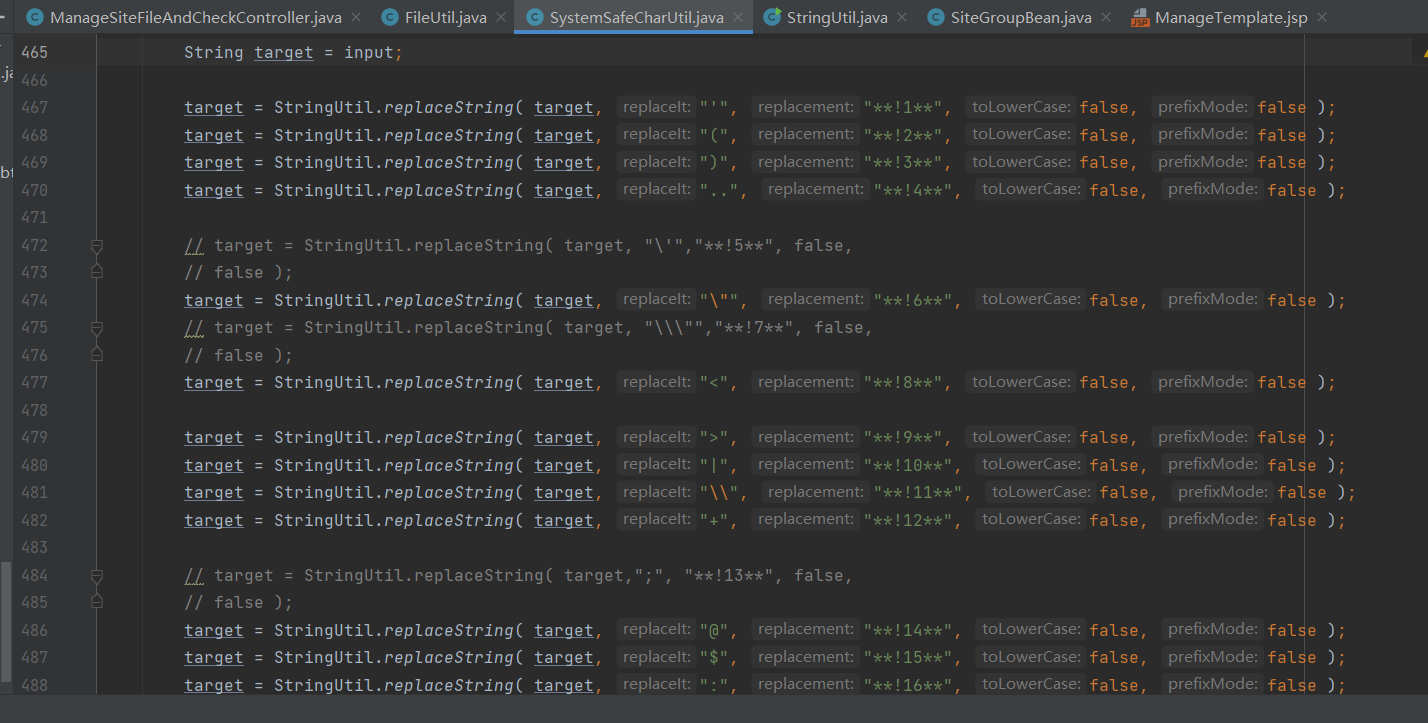 ManageSiteFileAndCheckController.java FileUtil.java SystemSafeCharUtil.java StringUtil.java SiteGroupBean.java ManageTemplate.jsp
465 String target = input;
466
467 target = StringUtil.replaceString( target, replaceIt: "'", replacement: "**!1**", toLowerCase: false, prefixMode: false );
468 target = StringUtil.replaceString( target, replaceIt: "(", replacement: "**!2**", toLowerCase: false, prefixMode: false );
469 target = StringUtil.replaceString( target, replaceIt: ")", replacement: "**!3**", toLowerCase: false, prefixMode: false );
470 target = StringUtil.replaceString( target, replaceIt: "..", replacement: "**!4**", toLowerCase: false, prefixMode: false );
471
472 // target = StringUtil.replaceString( target, "\'","**!5**", false,
473 // false );
474 target = StringUtil.replaceString( target, replaceIt: "\"", replacement: "**!6**", toLowerCase: false, prefixMode: false );
475 // target = StringUtil.replaceString( target, "\\\"","**!7**", false,
476 // false );
477 target = StringUtil.replaceString( target, replaceIt: "<", replacement: "**!8**", toLowerCase: false, prefixMode: false );
478
479 target = StringUtil.replaceString( target, replaceIt: ">", replacement: "**!9**", toLowerCase: false, prefixMode: false );
480 target = StringUtil.replaceString( target, replaceIt: "|", replacement: "**!10**", toLowerCase: false, prefixMode: false );
481 target = StringUtil.replaceString( target, replaceIt: "\\", replacement: "**!11**", toLowerCase: false, prefixMode: false );
482 target = StringUtil.replaceString( target, replaceIt: "+", replacement: "**!12**", toLowerCase: false, prefixMode: false );
483
484 // target = StringUtil.replaceString( target,";", "**!13**", false,
485 // false );
486 target = StringUtil.replaceString( target, replaceIt: "@", replacement: "**!14**", toLowerCase: false, prefixMode: false );
487 target = StringUtil.replaceString( target, replaceIt: "$", replacement: "**!15**", toLowerCase: false, prefixMode: false );
488 target = StringUtil.replaceString( target, replaceIt: ":", replacement: "**!16**", toLowerCase: false, prefixMode: false );